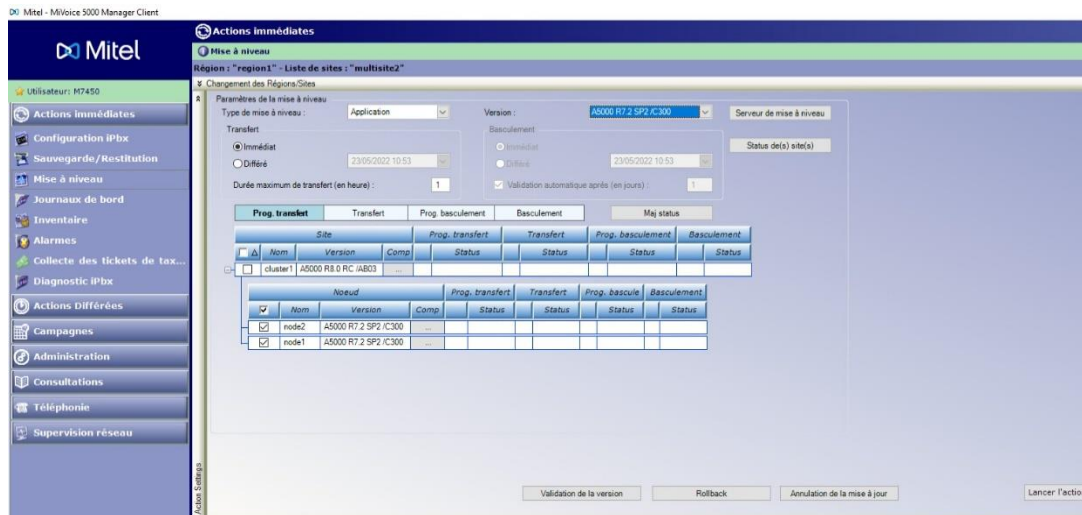 Mitel - MiVoice 5000 Manager Client
Mitel
Utilisateur: M7450
Actions immédiates
Configuration iPbx
Sauvegarde/Restitution
Mise à niveau
Journaux de bord
Inventaire
Alarmes
Collecte des tickets de tax...
Diagnostic iPbx
Actions Différées
Campagnes
Administration
Consultations
Téléphonie
Supervision réseau
Actions immédiates
Mise à niveau
Région : "region1" - Liste de sites : "multisite2"
Changement des Régions/Sites
Paramètres de la mise à niveau
Type de mise à niveau : Application Version : A5000 R7.2 SP2 /C300 Serveur de mise à niveau
Transfert Basculement
Immédiat Immédiat Status de(s) site(s)
Différé 23/05/2022 10:53 Différé 23/05/2022 10:53
Durée maximum de transfert (en heure) : 1 Validation automatique après (en jours) : 1
Prog. transfert Transfert Prog. basculement Basculement Maj status
Site Prog. transfert Transfert Prog. basculement Basculement
Nom Version Comp Status Status Status Status
cluster1 A5000 R8.0 RC /AB03 ...
Noeud Prog. transfert Transfert Prog. bascule Basculement
Nom Version Comp Status Status Status Status
node2 A5000 R7.2 SP2 /C300 ...
node1 A5000 R7.2 SP2 /C300 ...
Action Settings
Validation de la version Rollback Annulation de la mise à jour Lancer l'actio